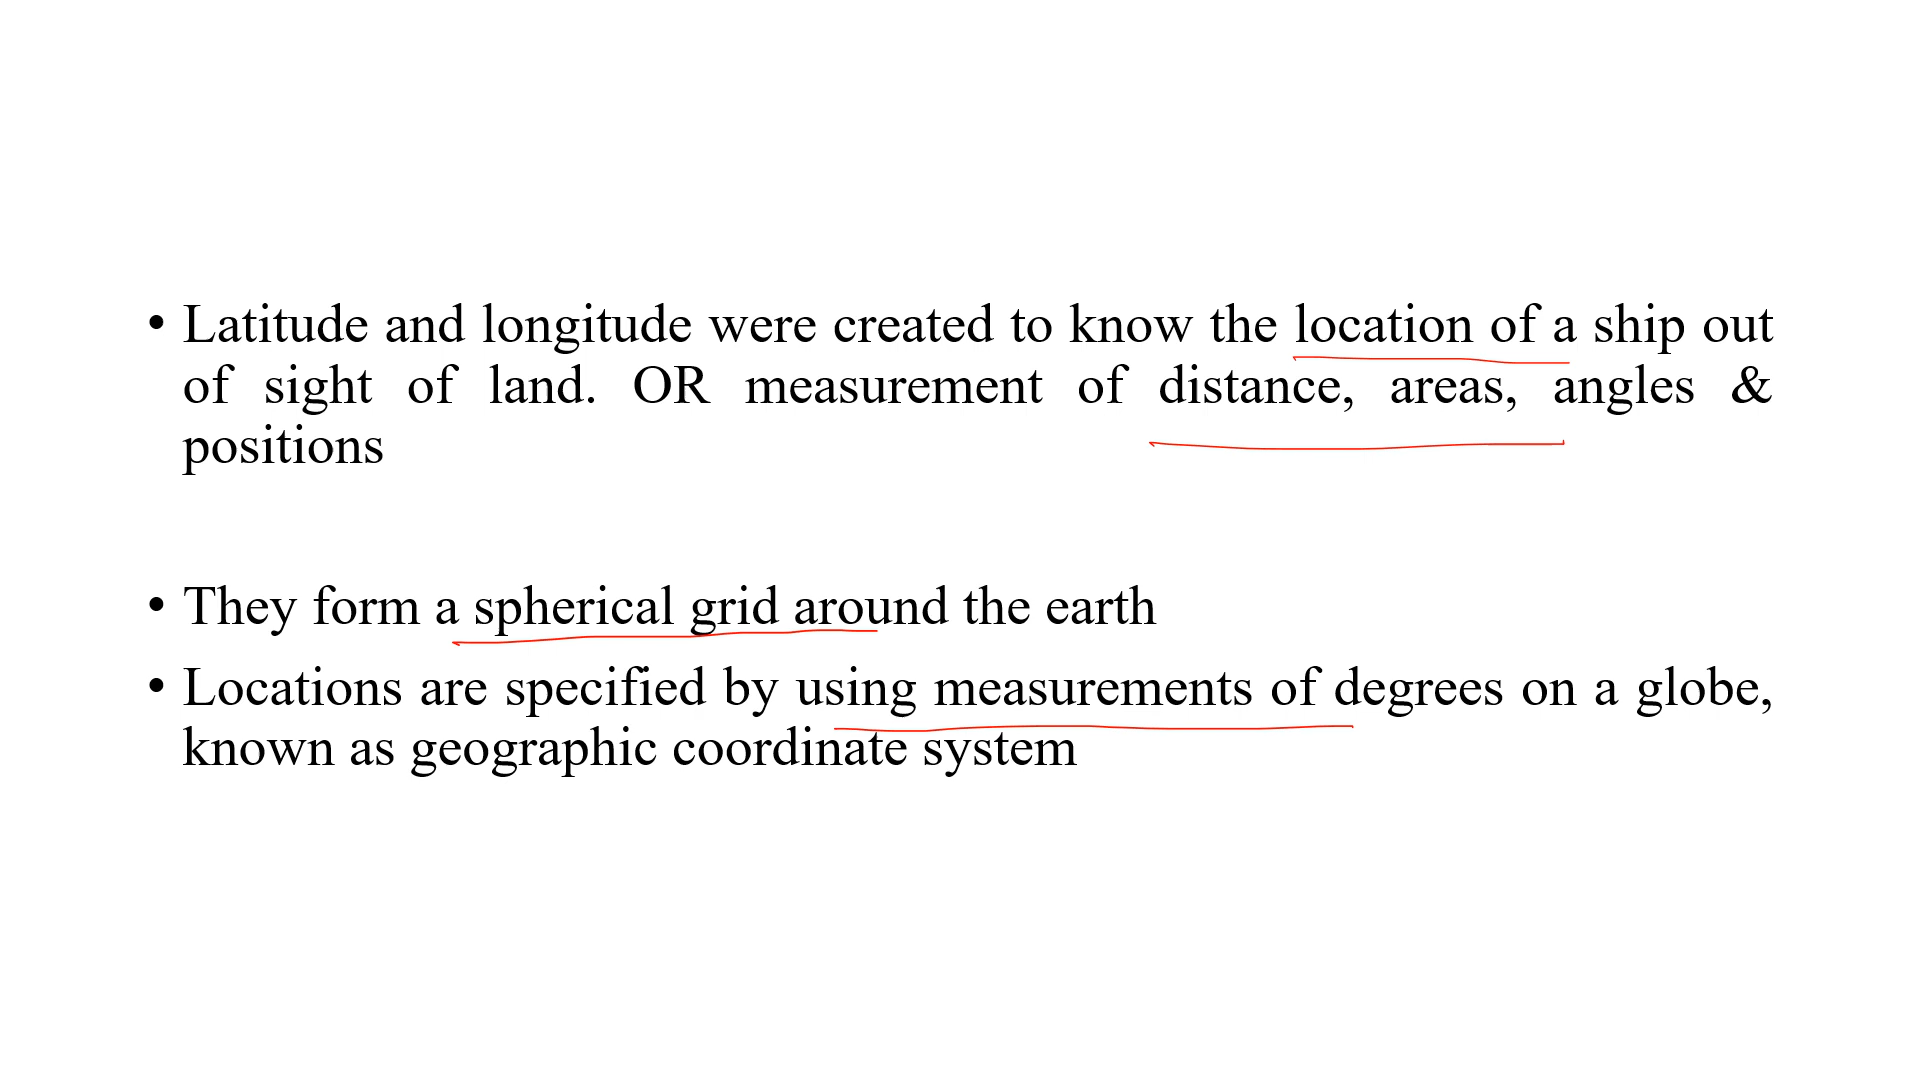 • Latitude and longitude were created to know the location of a ship out
of sight of land. OR measurement of distance, areas, angles &
positions
• They form a spherical grid around the earth
• Locations are specified by using measurements of degrees on a globe,
known as geographic coordinate system